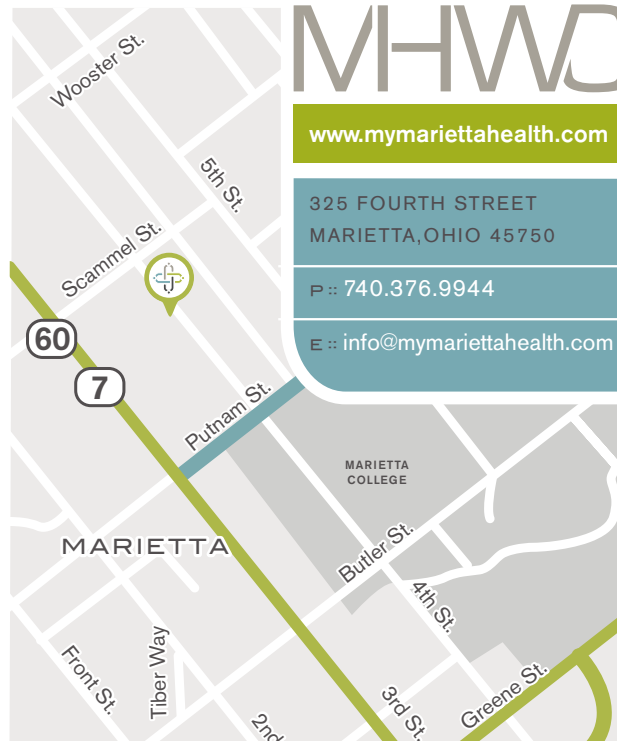 MHWC
www.mymariettahealth.com
325 FOURTH STREET
MARIETTA,OHIO 45750
P:: 740.376.9944
E:: info@mymariettahealth.com
Wooster St.
5th St.
Scammel St.
60
7
Putnam St.
MARIETTA
COLLEGE
MARIETTA
Butler St.
4th St.
Front St.
Tiber Way
2nd
3rd St.
Greene St.